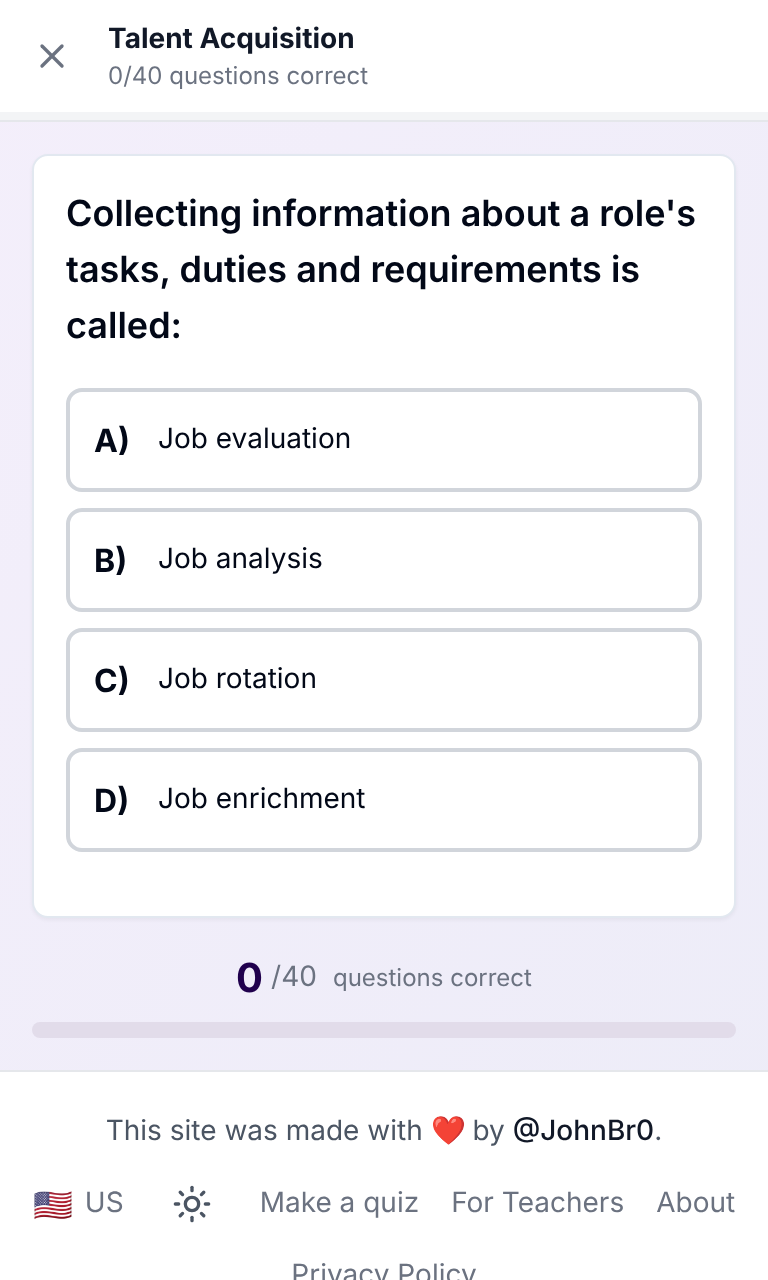 Talent Acquisition
0/40 questions correct
Collecting information about a role's
tasks, duties and requirements is
called:
A) Job evaluation
B) Job analysis
C) Job rotation
D) Job enrichment
0 /40 questions correct
This site was made with ❤️ by @JohnBr0.
🇺🇸 US Make a quiz For Teachers About
Privacy Policy